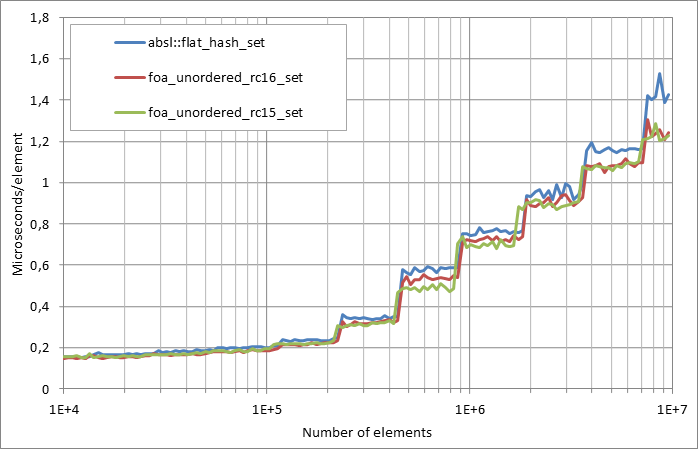 1,8
1,6
1,4
1,2
1
0,8
0,6
0,4
0,2
0
Microseconds/element
absl::flat_hash_set
foa_unordered_rc16_set
foa_unordered_rc15_set
1E+4 1E+5 1E+6 1E+7
Number of elements